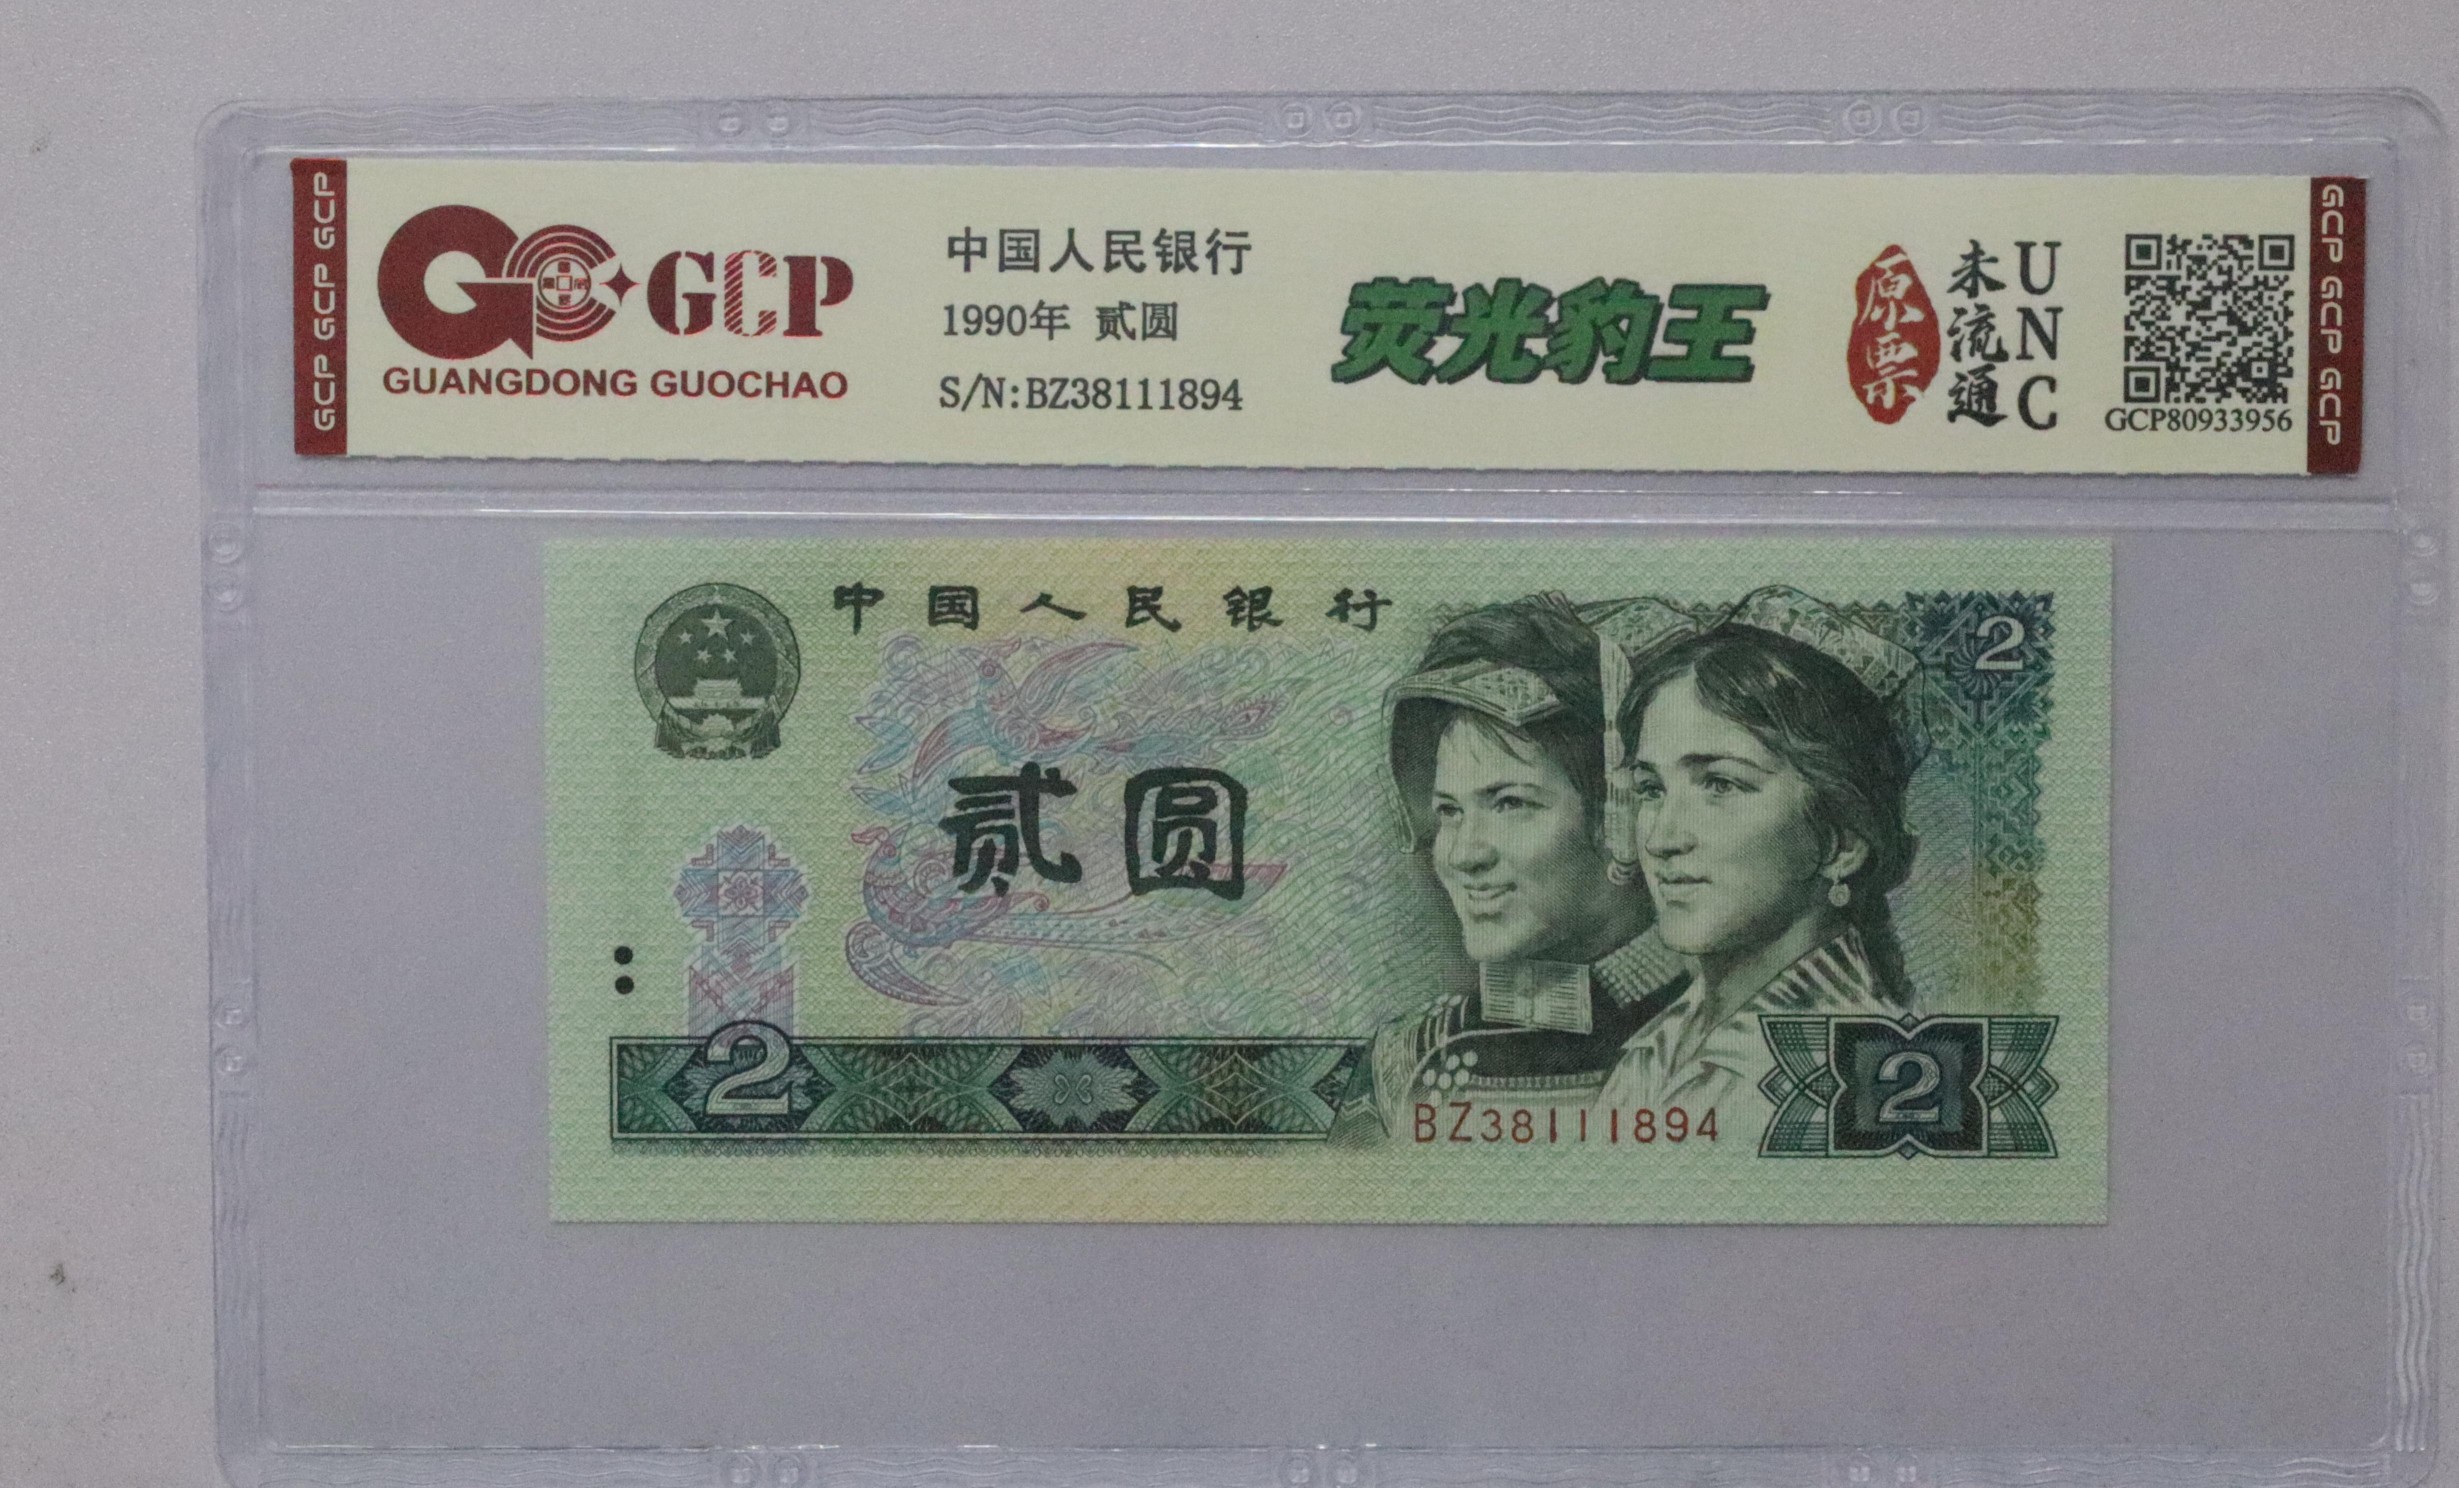 GCP GCP GCP
GCP
GUANGDONG GUOCHAO
中国人民银行
1990年 贰圆
S/N:BZ38111894
荧光豹王
原票
未流通
UNC
GCP80933956
GCP GCP GCP
中国人民银行
2
贰圆
2
BZ38111894
2